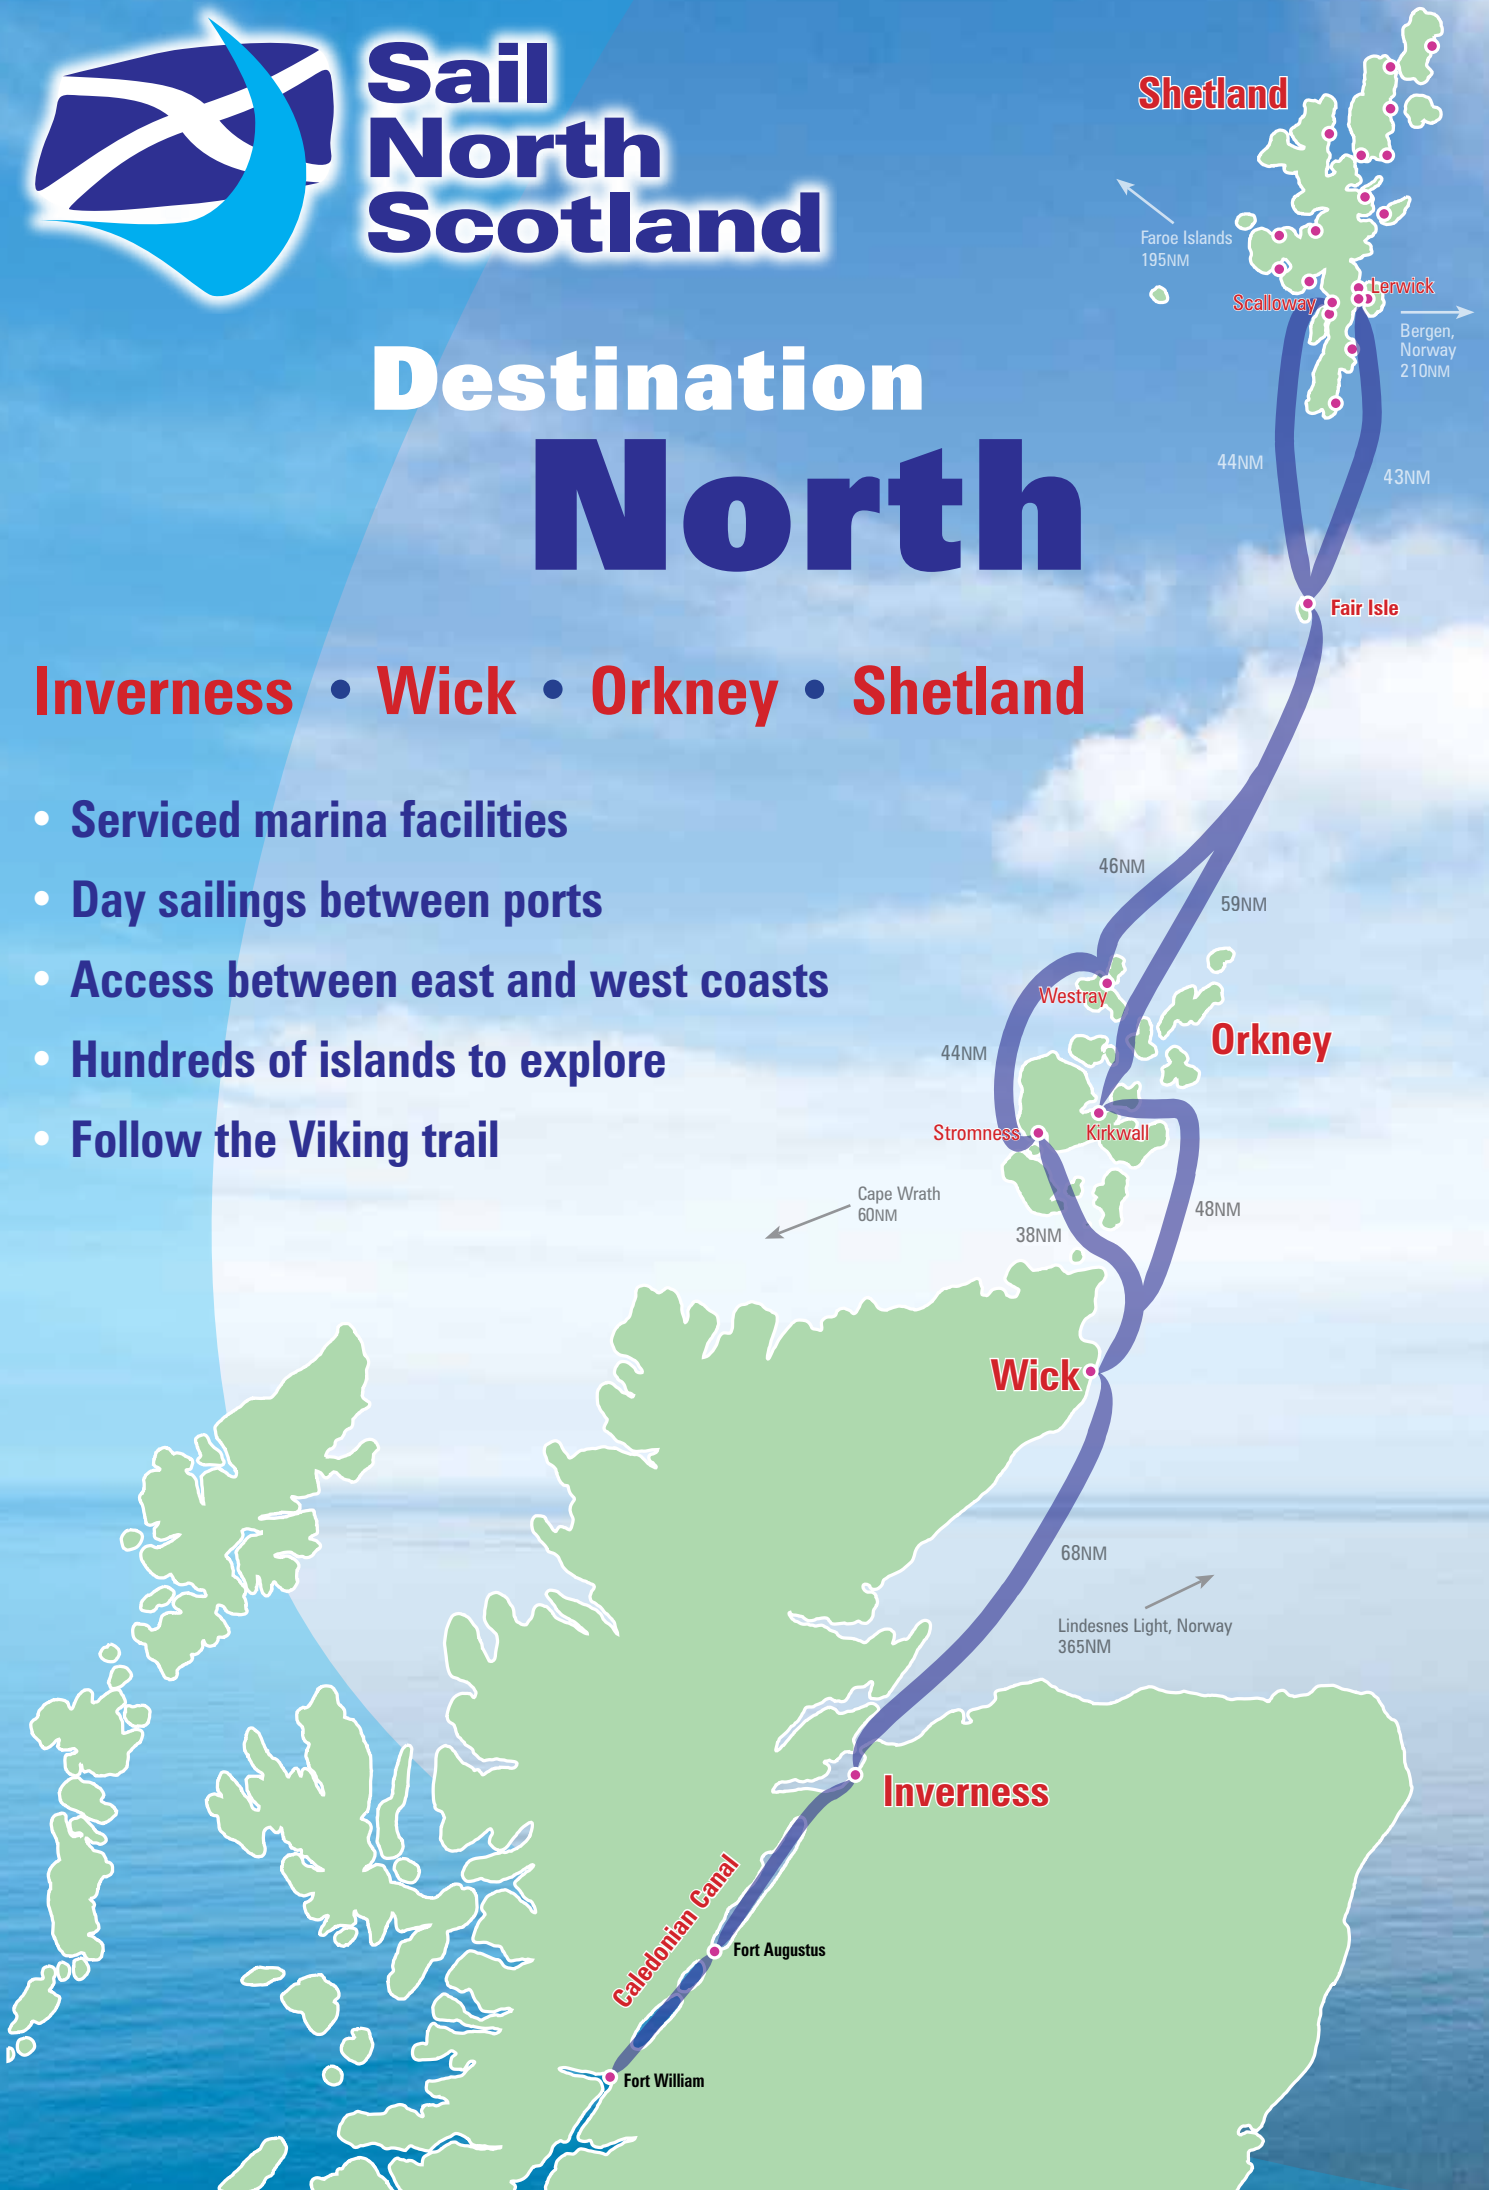 Sail
North
Scotland
Destination
North
Inverness • Wick • Orkney • Shetland
• Serviced marina facilities
• Day sailings between ports
• Access between east and west coasts
• Hundreds of islands to explore
• Follow the Viking trail
Shetland
Faroe Islands
195NM
Lerwick
Scalloway
Bergen,
Norway
210NM
44NM
43NM
Fair Isle
46NM
59NM
Westray
Orkney
44NM
Stromness
Kirkwall
Cape Wrath
60NM
48NM
38NM
Wick
68NM
Lindesnes Light, Norway
365NM
Inverness
Caledonian Canal
Fort Augustus
Fort William